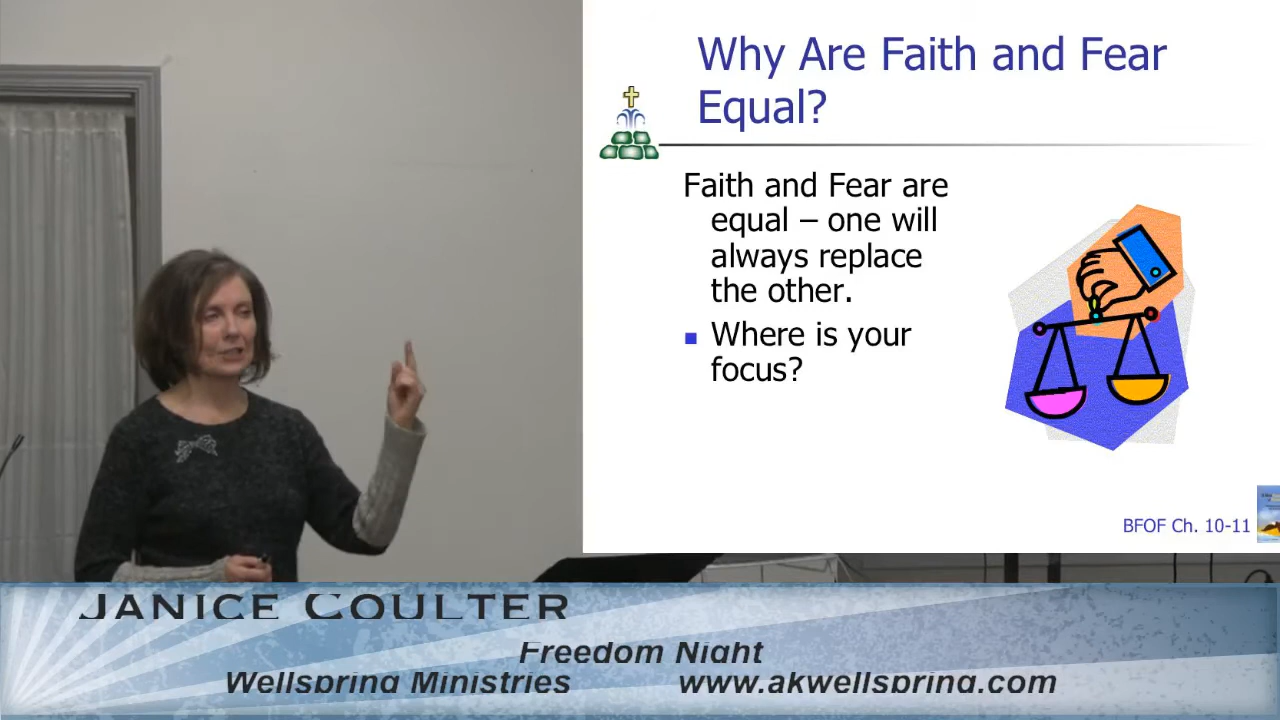 Why Are Faith and Fear
Equal?
Faith and Fear are
equal – one will
always replace
the other.
Where is your
focus?
BFOF Ch. 10-11
JANICE COULTER
Freedom Night
Wellspring Ministries www.akwellspring.com